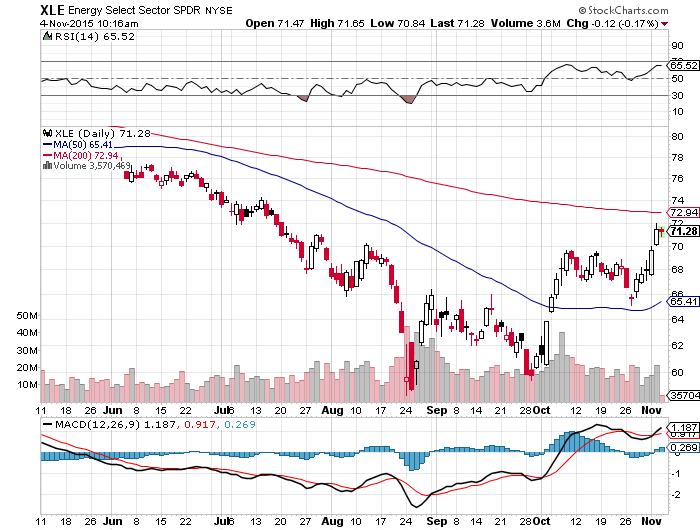 XLE Energy Select Sector SPDR NYSE
© StockCharts.com
4-Nov-2015 10:16am
Open 71.47 High 71.65 Low 70.84 Last 71.28 Volume 3.6M Chg -0.12 (-0.17%)
RSI(14) 65.52
90
70
65.52
50
30
10
XLE (Daily) 71.28
MA(50) 65.41
MA(200) 72.94
Volume 3,570,469
80
78
76
74
72.94
72
71.28
70
68
66
65.41
64
62
60
50M
40M
30M
20M
10M
35704
11 18 26 Jun 8 15 22 Jul 6 13 20 27 Aug 10 17 24 Sep 8 14 21 28 Oct 12 19 26 Nov
MACD(12,26,9) 1.187, 0.917, 0.269
1.187
0.917
0.269
0
-1
-2
11 18 26 Jun 8 15 22 Jul 6 13 20 27 Aug 10 17 24 Sep 8 14 21 28 Oct 12 19 26 Nov